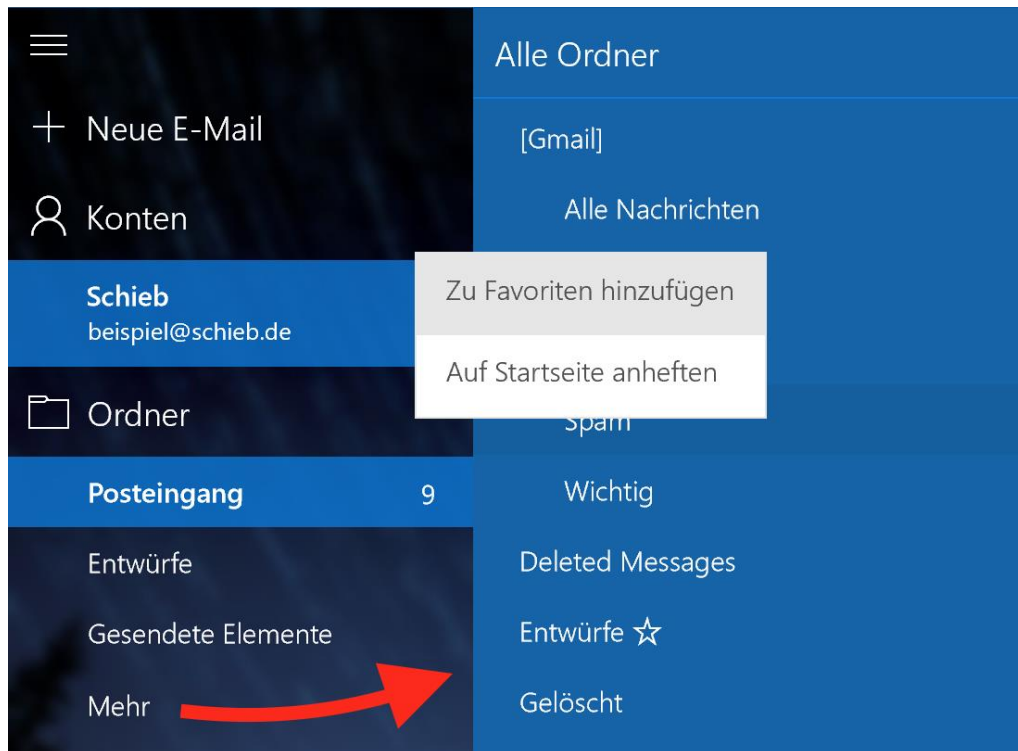 Neue E-Mail
Konten
Schieb
beispiel@schieb.de
Ordner
Posteingang 9
Entwürfe
Gesendete Elemente
Mehr
Alle Ordner
[Gmail]
Alle Nachrichten
Zu Favoriten hinzufügen
Auf Startseite anheften
Spam
Wichtig
Deleted Messages
Entwürfe ☆
Gelöscht